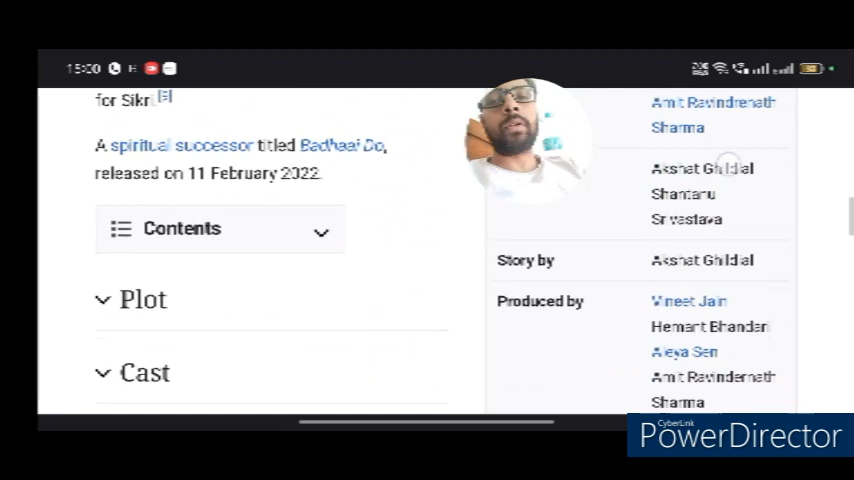 15:00
for Sikri.[5]
A spiritual successor titled Badhaai Do,
released on 11 February 2022.
Contents
Plot
Cast
Amit Ravindrenath
Sharma
Akshat Ghildial
Shantanu
Srivastava
Story by
Akshat Ghildial
Produced by
Vineet Jain
Hemant Bhandari
Aleya Sen
Amit Ravindernath
Sharma
CyberLink
PowerDirector